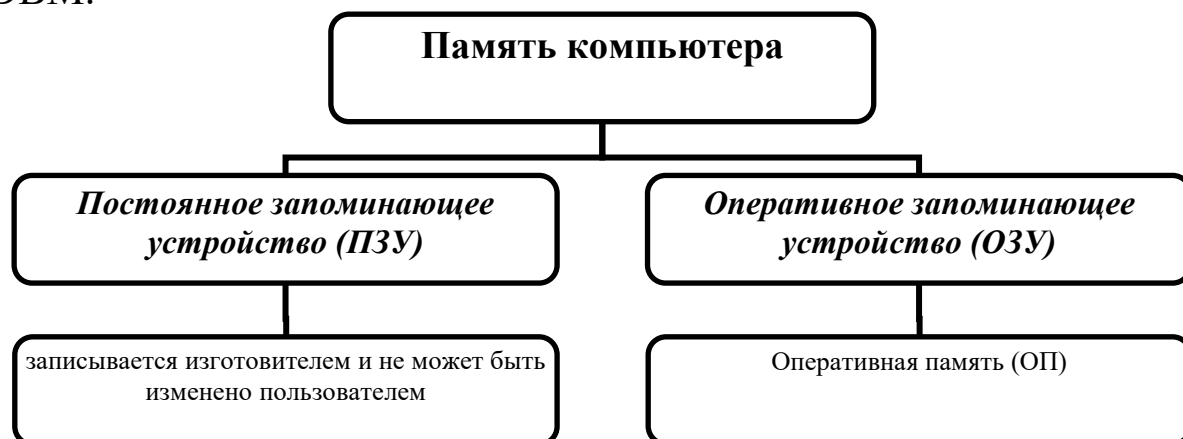 ЭВМ.
Память компьютера
Постоянное запоминающее
устройство (ПЗУ)
Оперативное запоминающее
устройство (ОЗУ)
записывается изготовителем и не может быть
изменено пользователем
Оперативная память (ОП)